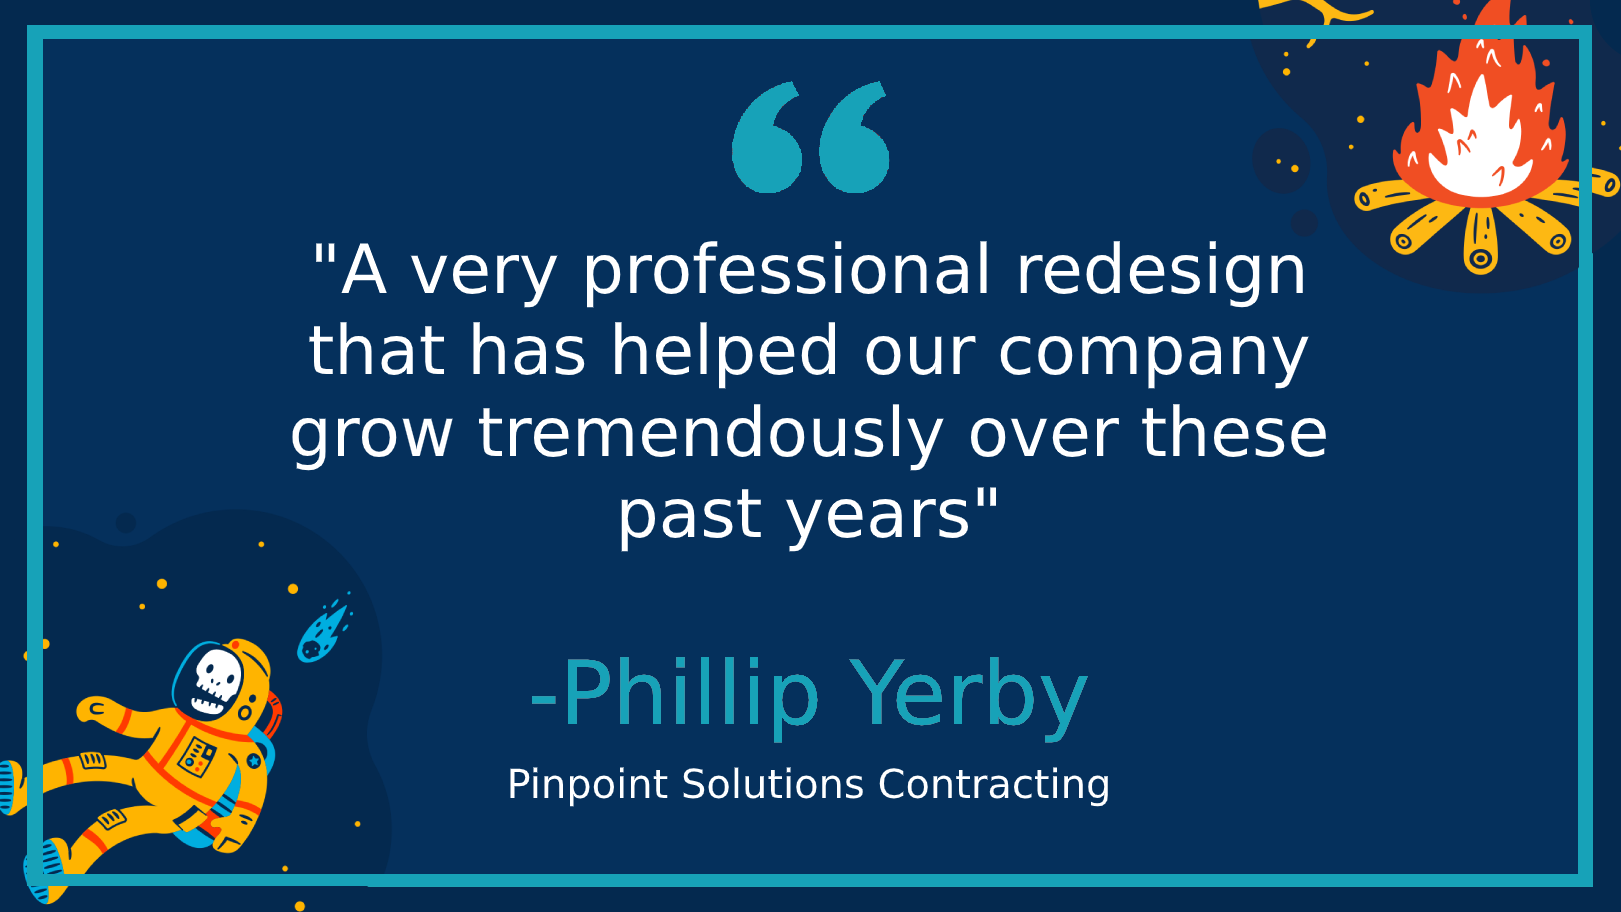 "A very professional redesign
that has helped our company
grow tremendously over these
past years"
-Phillip Yerby
Pinpoint Solutions Contracting